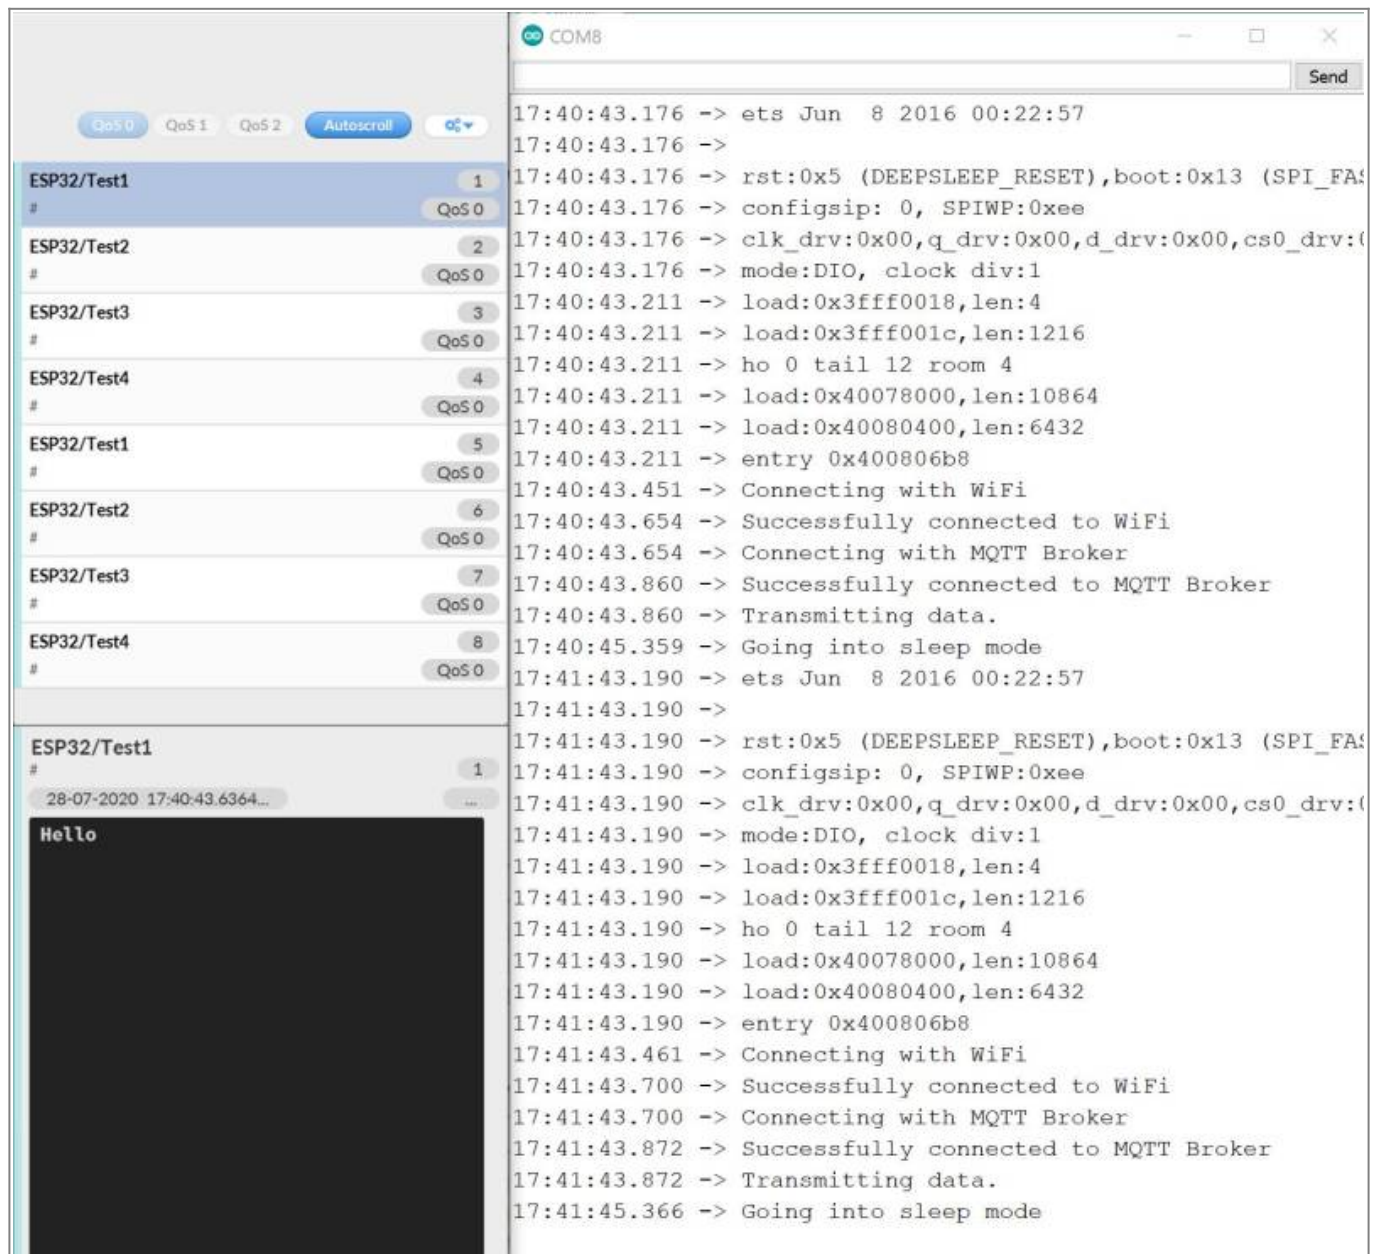 QoS 0 QoS 1 QoS 2 Autoscroll
ESP32/Test1 1
# QoS 0
ESP32/Test2 2
# QoS 0
ESP32/Test3 3
# QoS 0
ESP32/Test4 4
# QoS 0
ESP32/Test1 5
# QoS 0
ESP32/Test2 6
# QoS 0
ESP32/Test3 7
# QoS 0
ESP32/Test4 8
# QoS 0
ESP32/Test1
# 1
28-07-2020 17:40:43.6364... ...
Hello
COM8
Send
17:40:43.176 -> ets Jun  8 2016 00:22:57
17:40:43.176 ->
17:40:43.176 -> rst:0x5 (DEEPSLEEP_RESET),boot:0x13 (SPI_FAS
17:40:43.176 -> configsip: 0, SPIWP:0xee
17:40:43.176 -> clk_drv:0x00,q_drv:0x00,d_drv:0x00,cs0_drv:0
17:40:43.176 -> mode:DIO, clock div:1
17:40:43.211 -> load:0x3fff0018,len:4
17:40:43.211 -> load:0x3fff001c,len:1216
17:40:43.211 -> ho 0 tail 12 room 4
17:40:43.211 -> load:0x40078000,len:10864
17:40:43.211 -> load:0x40080400,len:6432
17:40:43.211 -> entry 0x400806b8
17:40:43.451 -> Connecting with WiFi
17:40:43.654 -> Successfully connected to WiFi
17:40:43.654 -> Connecting with MQTT Broker
17:40:43.860 -> Successfully connected to MQTT Broker
17:40:43.860 -> Transmitting data.
17:40:45.359 -> Going into sleep mode
17:41:43.190 -> ets Jun  8 2016 00:22:57
17:41:43.190 ->
17:41:43.190 -> rst:0x5 (DEEPSLEEP_RESET),boot:0x13 (SPI_FAS
17:41:43.190 -> configsip: 0, SPIWP:0xee
17:41:43.190 -> clk_drv:0x00,q_drv:0x00,d_drv:0x00,cs0_drv:0
17:41:43.190 -> mode:DIO, clock div:1
17:41:43.190 -> load:0x3fff0018,len:4
17:41:43.190 -> load:0x3fff001c,len:1216
17:41:43.190 -> ho 0 tail 12 room 4
17:41:43.190 -> load:0x40078000,len:10864
17:41:43.190 -> load:0x40080400,len:6432
17:41:43.190 -> entry 0x400806b8
17:41:43.461 -> Connecting with WiFi
17:41:43.700 -> Successfully connected to WiFi
17:41:43.700 -> Connecting with MQTT Broker
17:41:43.872 -> Successfully connected to MQTT Broker
17:41:43.872 -> Transmitting data.
17:41:45.366 -> Going into sleep mode